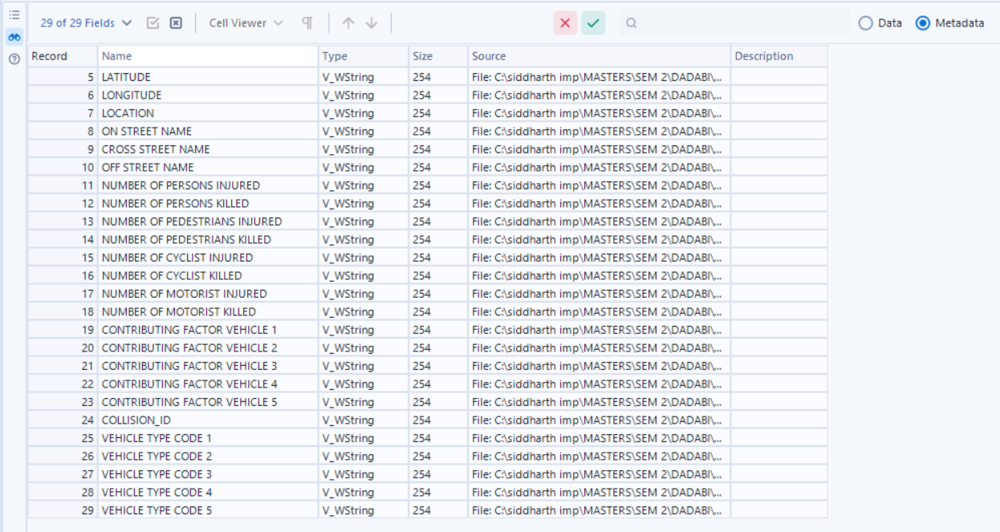 29 of 29 Fields Cell Viewer Data Metadata
Record Name Type Size Source Description
5 LATITUDE V_WString 254 File: C:\siddharth imp\MASTERS\SEM 2\DADABI\,...
6 LONGITUDE V_WString 254 File: C:\siddharth imp\MASTERS\SEM 2\DADABI\,...
7 LOCATION V_WString 254 File: C:\siddharth imp\MASTERS\SEM 2\DADABI\,...
8 ON STREET NAME V_WString 254 File: C:\siddharth imp\MASTERS\SEM 2\DADABI\,...
9 CROSS STREET NAME V_WString 254 File: C:\siddharth imp\MASTERS\SEM 2\DADABI\,...
10 OFF STREET NAME V_WString 254 File: C:\siddharth imp\MASTERS\SEM 2\DADABI\,...
11 NUMBER OF PERSONS INJURED V_WString 254 File: C:\siddharth imp\MASTERS\SEM 2\DADABI\,...
12 NUMBER OF PERSONS KILLED V_WString 254 File: C:\siddharth imp\MASTERS\SEM 2\DADABI\,...
13 NUMBER OF PEDESTRIANS INJURED V_WString 254 File: C:\siddharth imp\MASTERS\SEM 2\DADABI\,...
14 NUMBER OF PEDESTRIANS KILLED V_WString 254 File: C:\siddharth imp\MASTERS\SEM 2\DADABI\,...
15 NUMBER OF CYCLIST INJURED V_WString 254 File: C:\siddharth imp\MASTERS\SEM 2\DADABI\,...
16 NUMBER OF CYCLIST KILLED V_WString 254 File: C:\siddharth imp\MASTERS\SEM 2\DADABI\,...
17 NUMBER OF MOTORIST INJURED V_WString 254 File: C:\siddharth imp\MASTERS\SEM 2\DADABI\,...
18 NUMBER OF MOTORIST KILLED V_WString 254 File: C:\siddharth imp\MASTERS\SEM 2\DADABI\,...
19 CONTRIBUTING FACTOR VEHICLE 1 V_WString 254 File: C:\siddharth imp\MASTERS\SEM 2\DADABI\,...
20 CONTRIBUTING FACTOR VEHICLE 2 V_WString 254 File: C:\siddharth imp\MASTERS\SEM 2\DADABI\,...
21 CONTRIBUTING FACTOR VEHICLE 3 V_WString 254 File: C:\siddharth imp\MASTERS\SEM 2\DADABI\,...
22 CONTRIBUTING FACTOR VEHICLE 4 V_WString 254 File: C:\siddharth imp\MASTERS\SEM 2\DADABI\,...
23 CONTRIBUTING FACTOR VEHICLE 5 V_WString 254 File: C:\siddharth imp\MASTERS\SEM 2\DADABI\,...
24 COLLISION_ID V_WString 254 File: C:\siddharth imp\MASTERS\SEM 2\DADABI\,...
25 VEHICLE TYPE CODE 1 V_WString 254 File: C:\siddharth imp\MASTERS\SEM 2\DADABI\,...
26 VEHICLE TYPE CODE 2 V_WString 254 File: C:\siddharth imp\MASTERS\SEM 2\DADABI\,...
27 VEHICLE TYPE CODE 3 V_WString 254 File: C:\siddharth imp\MASTERS\SEM 2\DADABI\,...
28 VEHICLE TYPE CODE 4 V_WString 254 File: C:\siddharth imp\MASTERS\SEM 2\DADABI\,...
29 VEHICLE TYPE CODE 5 V_WString 254 File: C:\siddharth imp\MASTERS\SEM 2\DADABI\,...